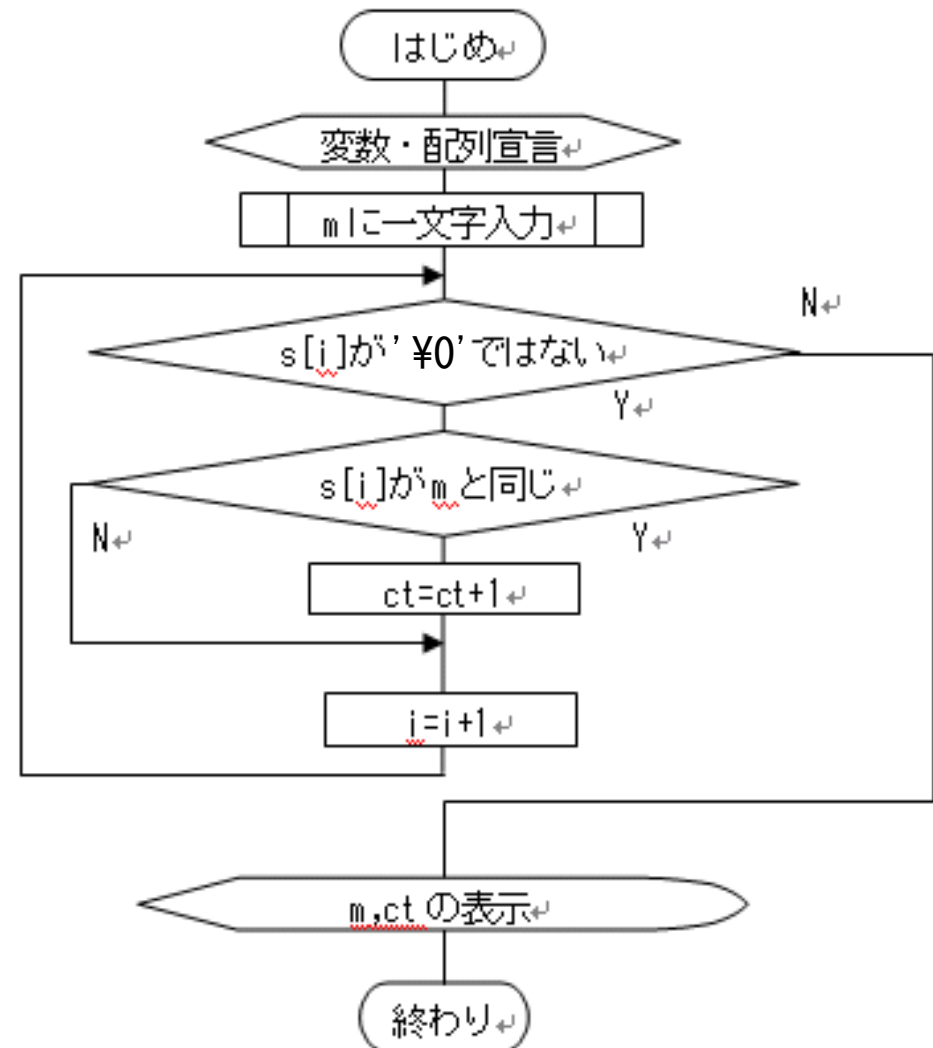 はじめ↵
変数・配列宣言↵
mに一文字入力↵
N↵
s[i]が'¥0'ではない↵
Y↵
s[i]がmと同じ↵
N↵
Y↵
ct=ct+1↵
i=i+1↵
m,ctの表示↵
終わり↵